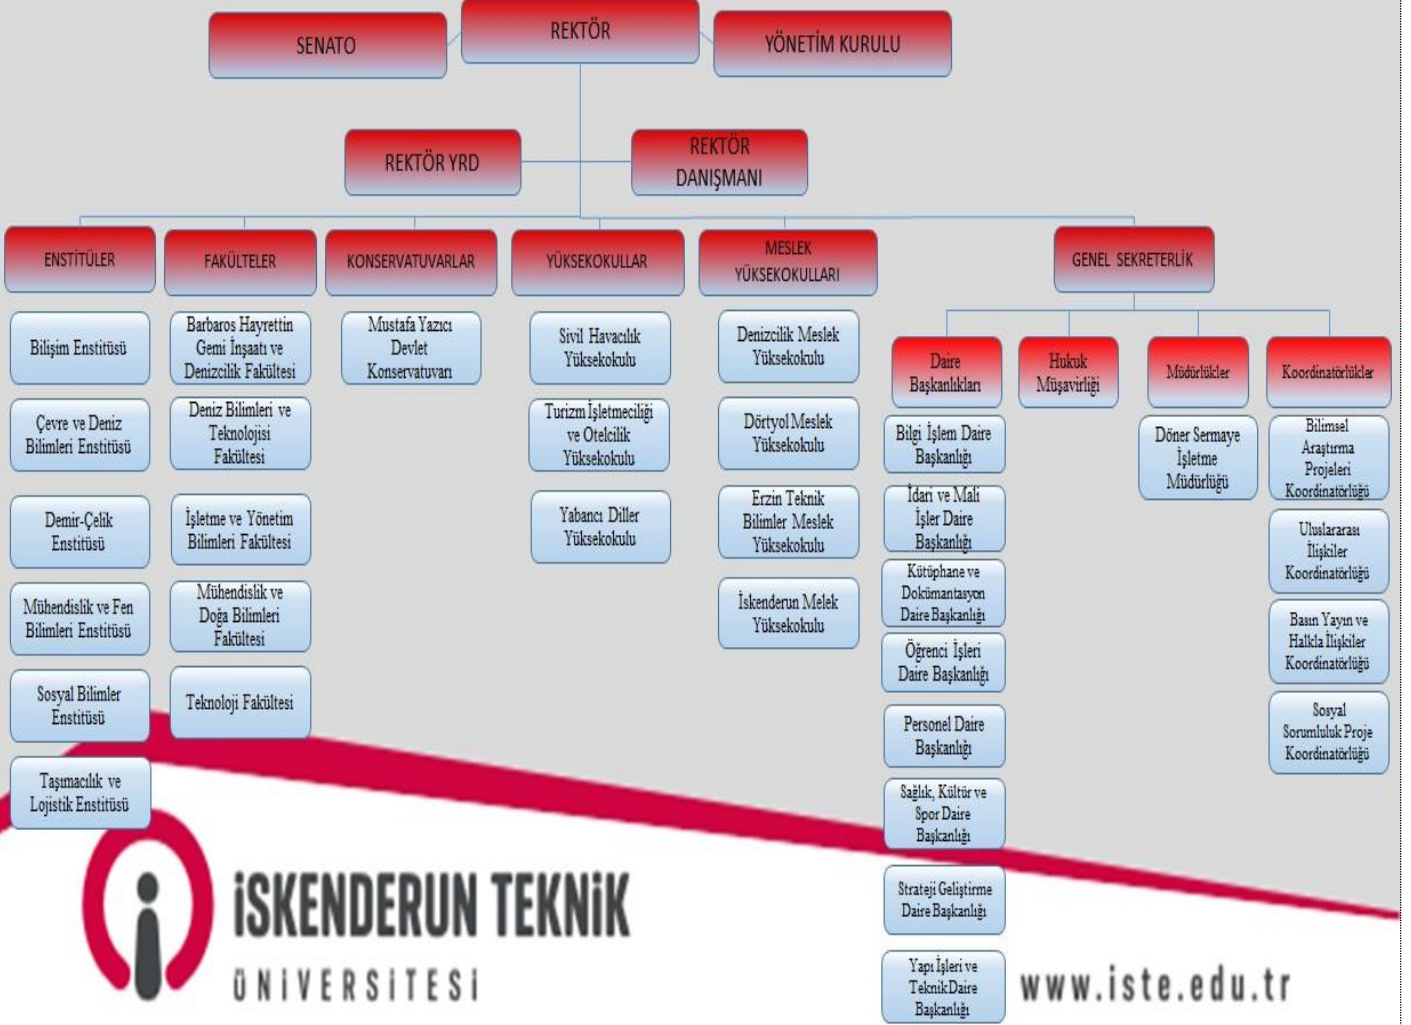 SENATO
REKTÖR
YÖNETİM KURULU
REKTÖR YRD
REKTÖR
DANIŞMANI
ENSTİTÜLER
FAKÜLTELER
KONSERVATUVARLAR
YÜKSEKOKULLAR
MESLEK
YÜKSEKOKULLARI
GENEL SEKRETERLİK
Bilişim Enstitüsü
Çevre ve Deniz
Bilimleri Enstitüsü
Demir-Çelik
Enstitüsü
Mühendislik ve Fen
Bilimleri Enstitüsü
Sosyal Bilimler
Enstitüsü
Taşımacılık ve
Lojistik Enstitüsü
Barbaros Hayrettin
Gemi İnşaatı ve
Denizcilik Fakültesi
Deniz Bilimleri ve
Teknolojisi
Fakültesi
İşletme ve Yönetim
Bilimleri Fakültesi
Mühendislik ve
Doğa Bilimleri
Fakültesi
Teknoloji Fakültesi
Mustafa Yazıcı
Devlet
Konservatuvarı
Sivil Havacılık
Yüksekokulu
Turizm İşletmeciliği
ve Otelcilik
Yüksekokulu
Yabancı Diller
Yüksekokulu
Denizcilik Meslek
Yüksekokulu
Dörtyol Meslek
Yüksekokulu
Erzin Teknik
Bilimler Meslek
Yüksekokulu
İskenderun Melek
Yüksekokulu
Daire
Başkanlıkları
Bilgi İşlem Daire
Başkanlığı
İdari ve Mali
İşler Daire
Başkanlığı
Kütüphane ve
Dokümantasyon
Daire Başkanlığı
Öğrenci İşleri
Daire Başkanlığı
Personel Daire
Başkanlığı
Sağlık, Kültür ve
Spor Daire
Başkanlığı
Strateji Geliştirme
Daire Başkanlığı
Yapı İşleri ve
Teknik Daire
Başkanlığı
Hukuk
Müşavirliği
Müdürlükler
Döner Sermaye
İşletme
Müdürlüğü
Koordinatörlükler
Bilimsel
Araştırma
Projeleri
Koordinatörlüğü
Uluslararası
İlişkiler
Koordinatörlüğü
Basın Yayın ve
Halkla İlişkiler
Koordinatörlüğü
Sosyal
Sorumluluk Proje
Koordinatörlüğü
İSKENDERUN TEKNİK
ÜNİVERSİTESİ
www.iste.edu.tr